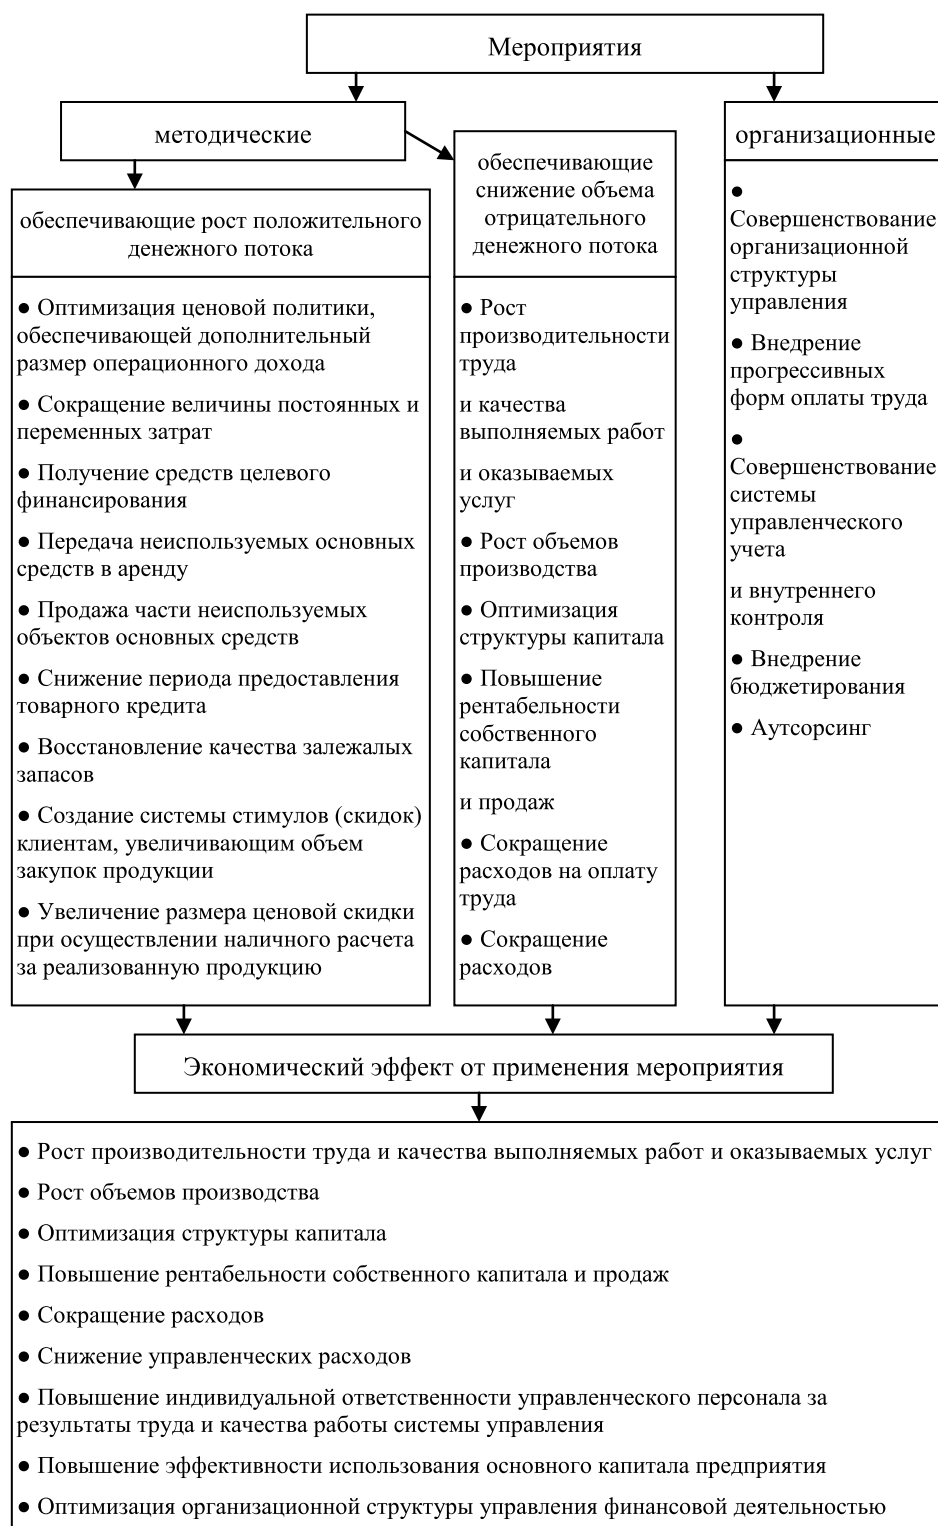 Мероприятия
методические
обеспечивающие рост положительного
денежного потока
● Оптимизация ценовой политики,
обеспечивающей дополнительный
размер операционного дохода
● Сокращение величины постоянных и
переменных затрат
● Получение средств целевого
финансирования
● Передача неиспользуемых основных
средств в аренду
● Продажа части неиспользуемых
объектов основных средств
● Снижение периода предоставления
товарного кредита
● Восстановление качества залежалых
запасов
● Создание системы стимулов (скидок)
клиентам, увеличивающим объем
закупок продукции
● Увеличение размера ценовой скидки
при осуществлении наличного расчета
за реализованную продукцию
обеспечивающие
снижение объема
отрицательного
денежного потока
● Рост
производительности
труда
и качества
выполняемых работ
и оказываемых
услуг
● Рост объемов
производства
● Оптимизация
структуры капитала
● Повышение
рентабельности
собственного
капитала
и продаж
● Сокращение
расходов на оплату
труда
● Сокращение
расходов
организационные
●
Совершенствование
организационной
структуры
управления
● Внедрение
прогрессивных
форм оплаты труда
●
Совершенствование
системы
управленческого
учета
и внутреннего
контроля
● Внедрение
бюджетирования
● Аутсорсинг
Экономический эффект от применения мероприятия
● Рост производительности труда и качества выполняемых работ и оказываемых услуг
● Рост объемов производства
● Оптимизация структуры капитала
● Повышение рентабельности собственного капитала и продаж
● Сокращение расходов
● Снижение управленческих расходов
● Повышение индивидуальной ответственности управленческого персонала за
результаты труда и качества работы системы управления
● Повышение эффективности использования основного капитала предприятия
● Оптимизация организационной структуры управления финансовой деятельностью